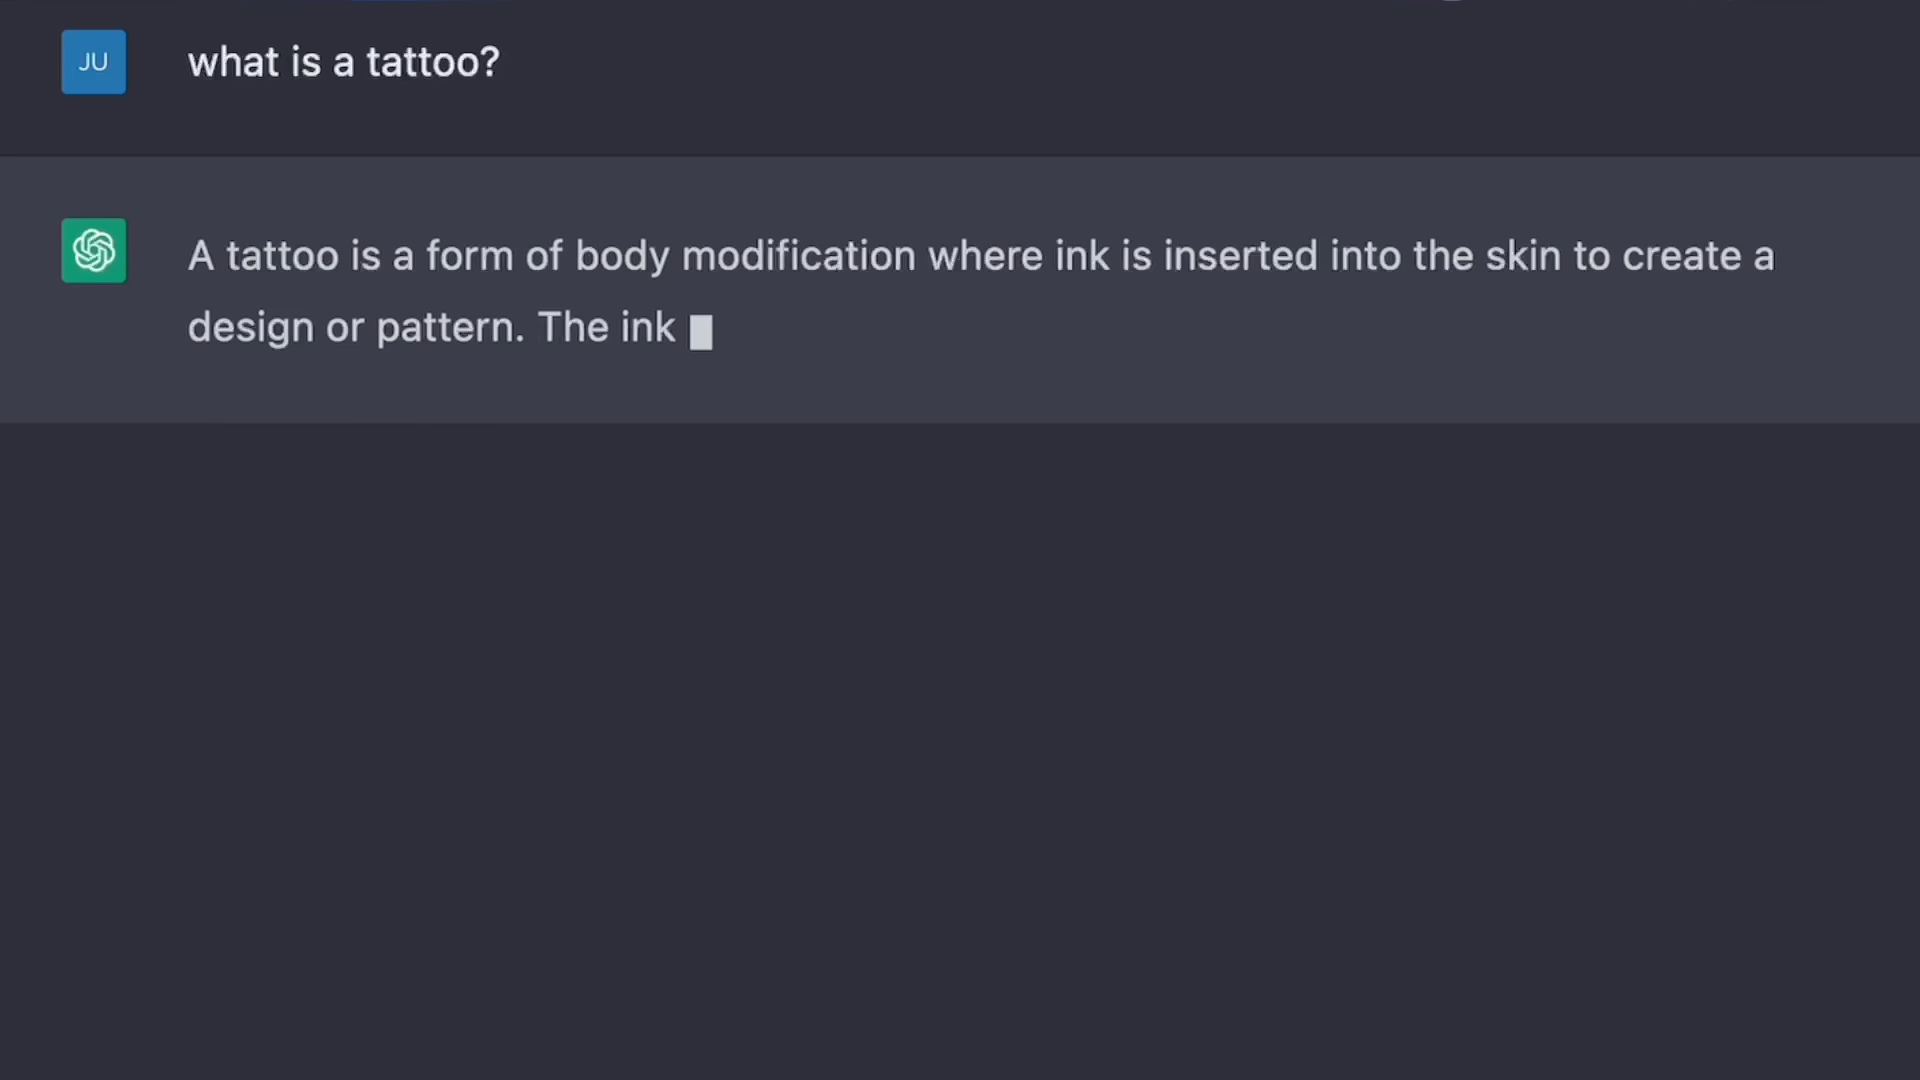 JU
what is a tattoo?
A tattoo is a form of body modification where ink is inserted into the skin to create a
design or pattern. The ink